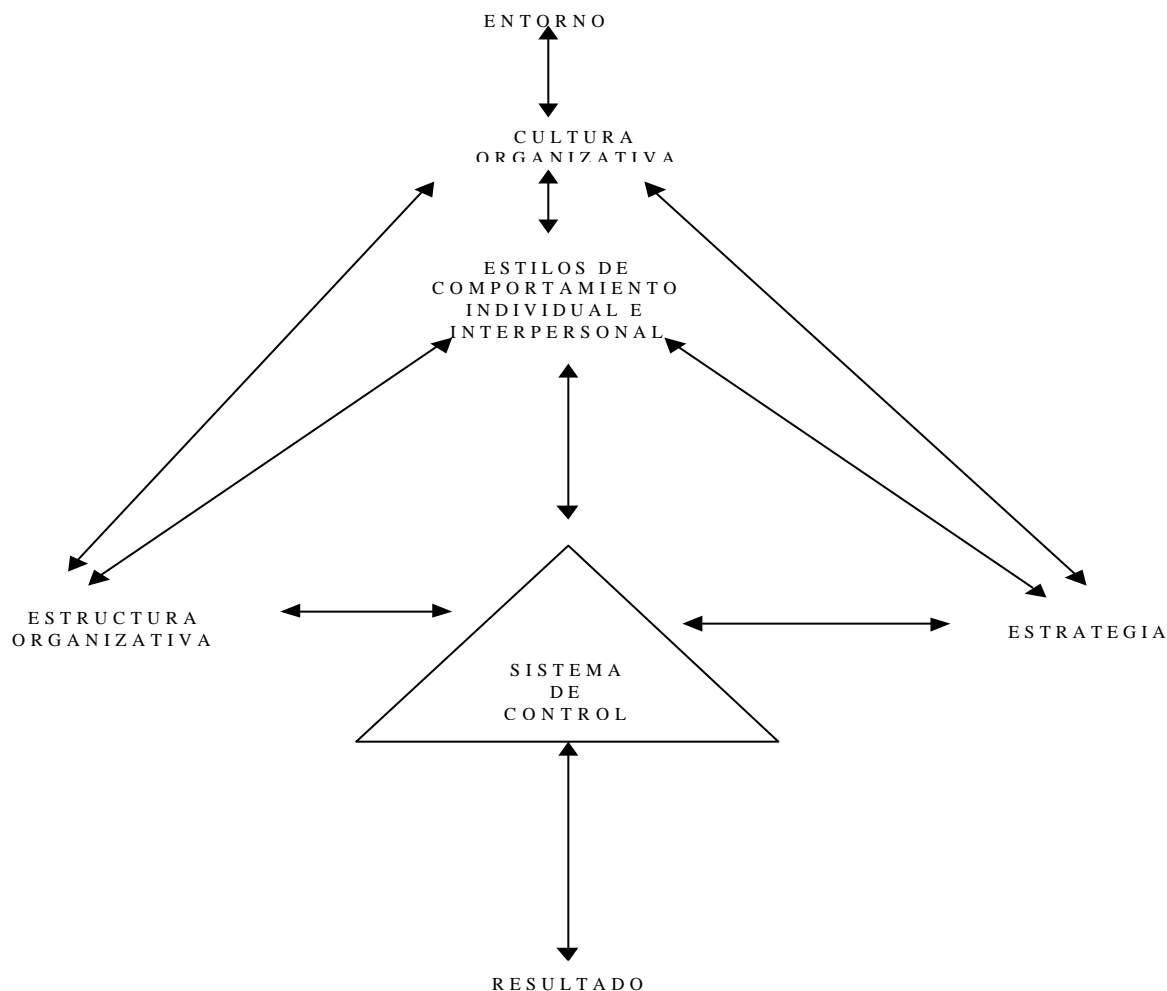 ENTORNO
CULTURA
ORGANIZATIVA
ESTILOS DE
COMPORTAMIENTO
INDIVIDUAL E
INTERPERSONAL
ESTRUCTURA
ORGANIZATIVA
ESTRATEGIA
SISTEMA
DE
CONTROL
RESULTADO